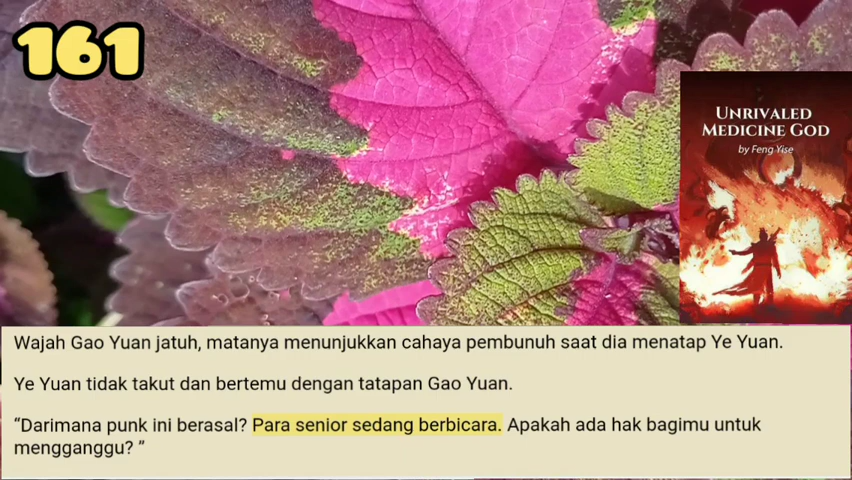 161
UNRIVALED
MEDICINE GOD
by Feng Yise
Wajah Gao Yuan jatuh, matanya menunjukkan cahaya pembunuh saat dia menatap Ye Yuan.
Ye Yuan tidak takut dan bertemu dengan tatapan Gao Yuan.
“Darimana punk ini berasal? Para senior sedang berbicara. Apakah ada hak bagimu untuk
mengganggu? ”